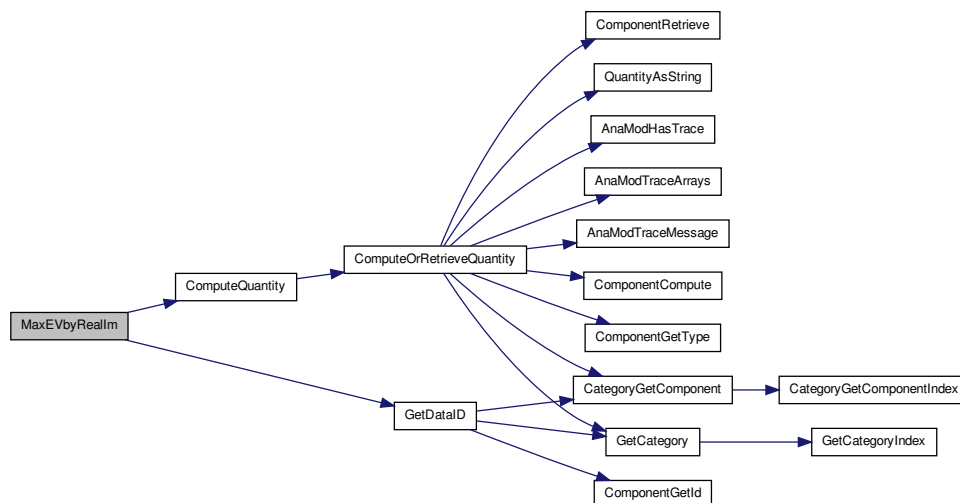 ComponentRetrieve
QuantityAsString
AnaModHasTrace
AnaModTraceArrays
AnaModTraceMessage
ComputeOrRetrieveQuantity
ComputeQuantity
ComponentCompute
MaxEVbyRealIm
ComponentGetType
CategoryGetComponent
CategoryGetComponentIndex
GetDataID
GetCategory
GetCategoryIndex
ComponentGetId